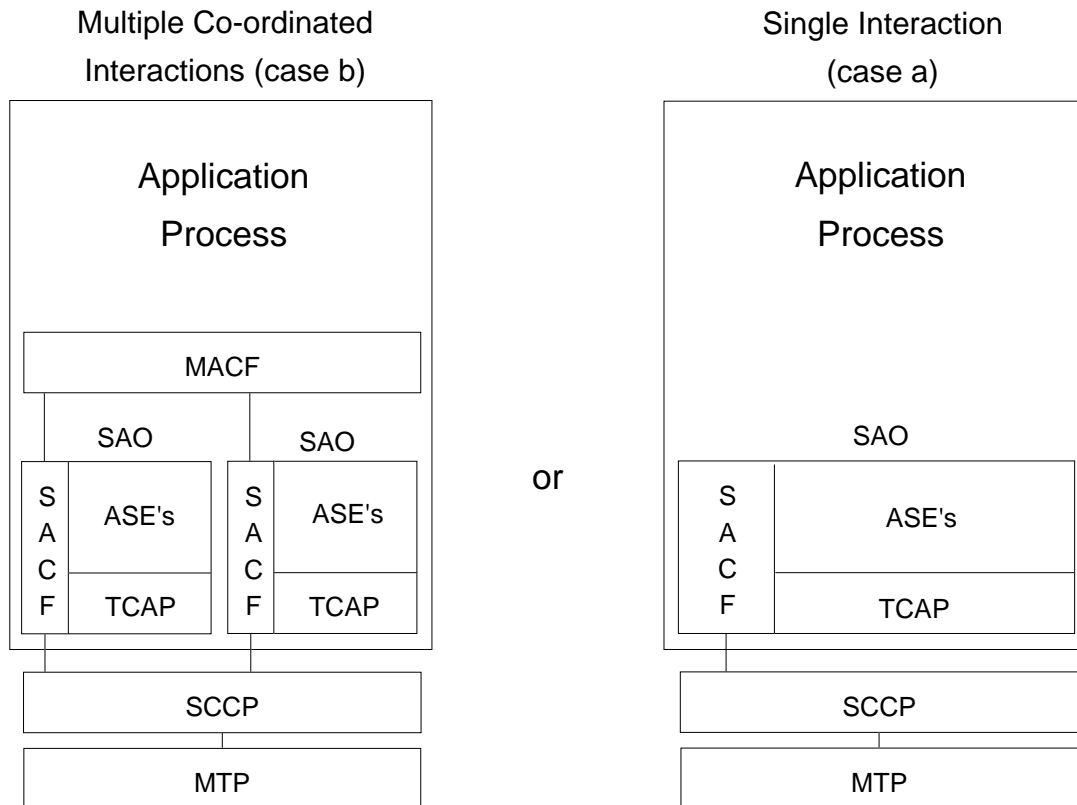 Multiple Co-ordinated
Interactions (case b)
Application
Process
MACF
SAO
SAO
S
A
C
F
ASE's
TCAP
S
A
C
F
ASE's
TCAP
SCCP
MTP
or
Single Interaction
(case a)
Application
Process
SAO
S
A
C
F
ASE's
TCAP
SCCP
MTP